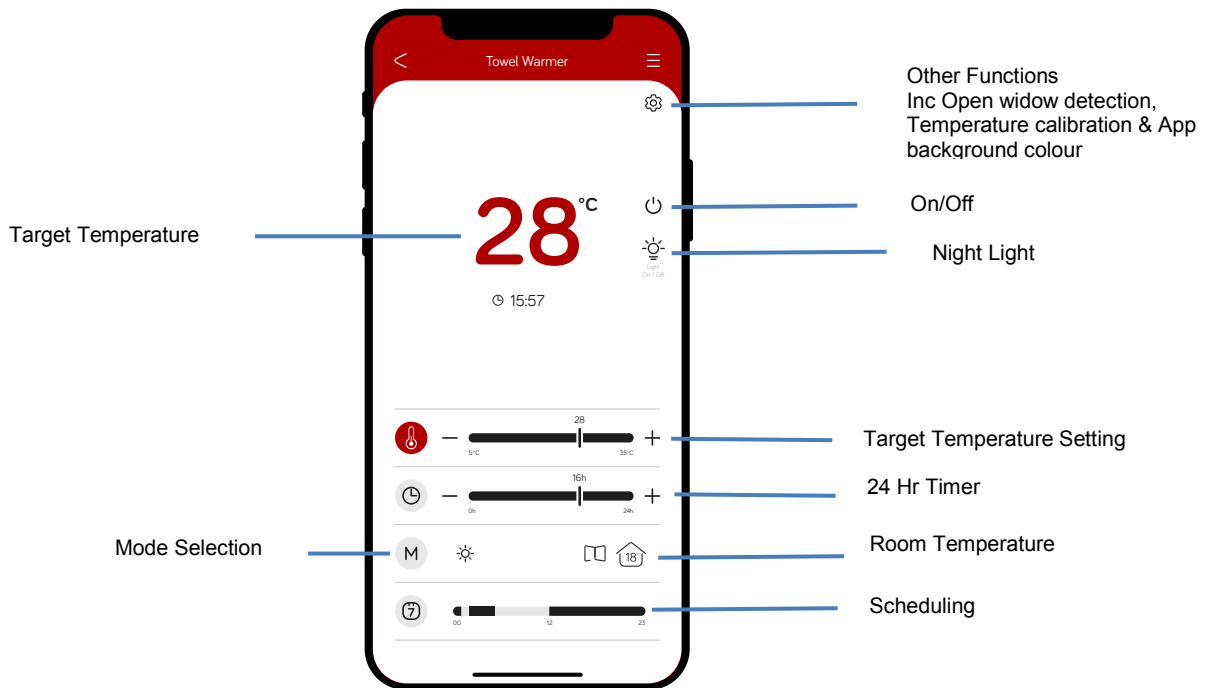 Towel Warmer
Other Functions
Inc Open widow detection,
Temperature calibration & App
background colour
28 °C
On/Off
Target Temperature
Night Light
Light
On / Off
15:57
28
5°C
35°C
Target Temperature Setting
16h
0h
24h
24 Hr Timer
Mode Selection
M
18°
Room Temperature
7
00
12
23
Scheduling